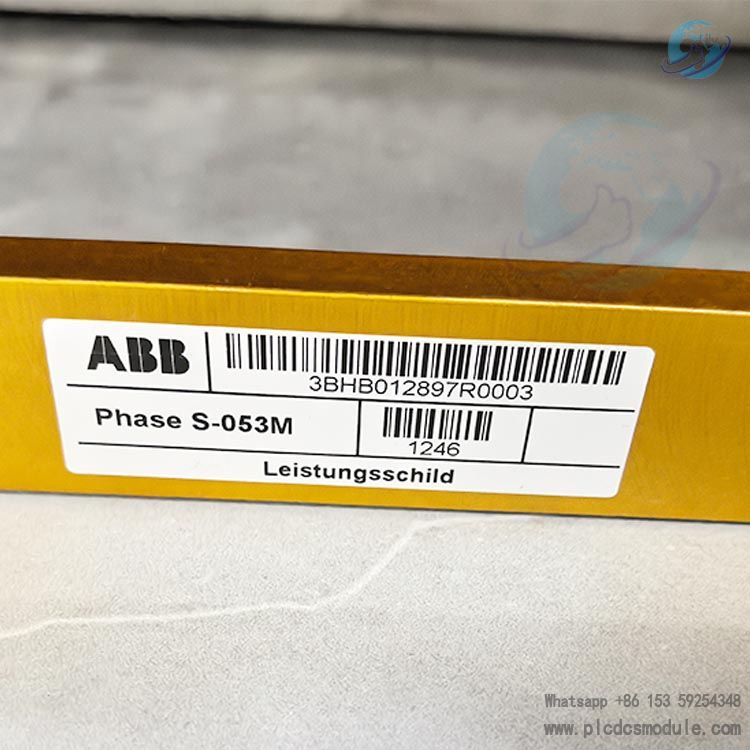 ABB
3BHB012897R0003
Phase S-053M
1246
Leistungsschild
Whatsapp +86 153 59254348
www.plcdcsmodule.com